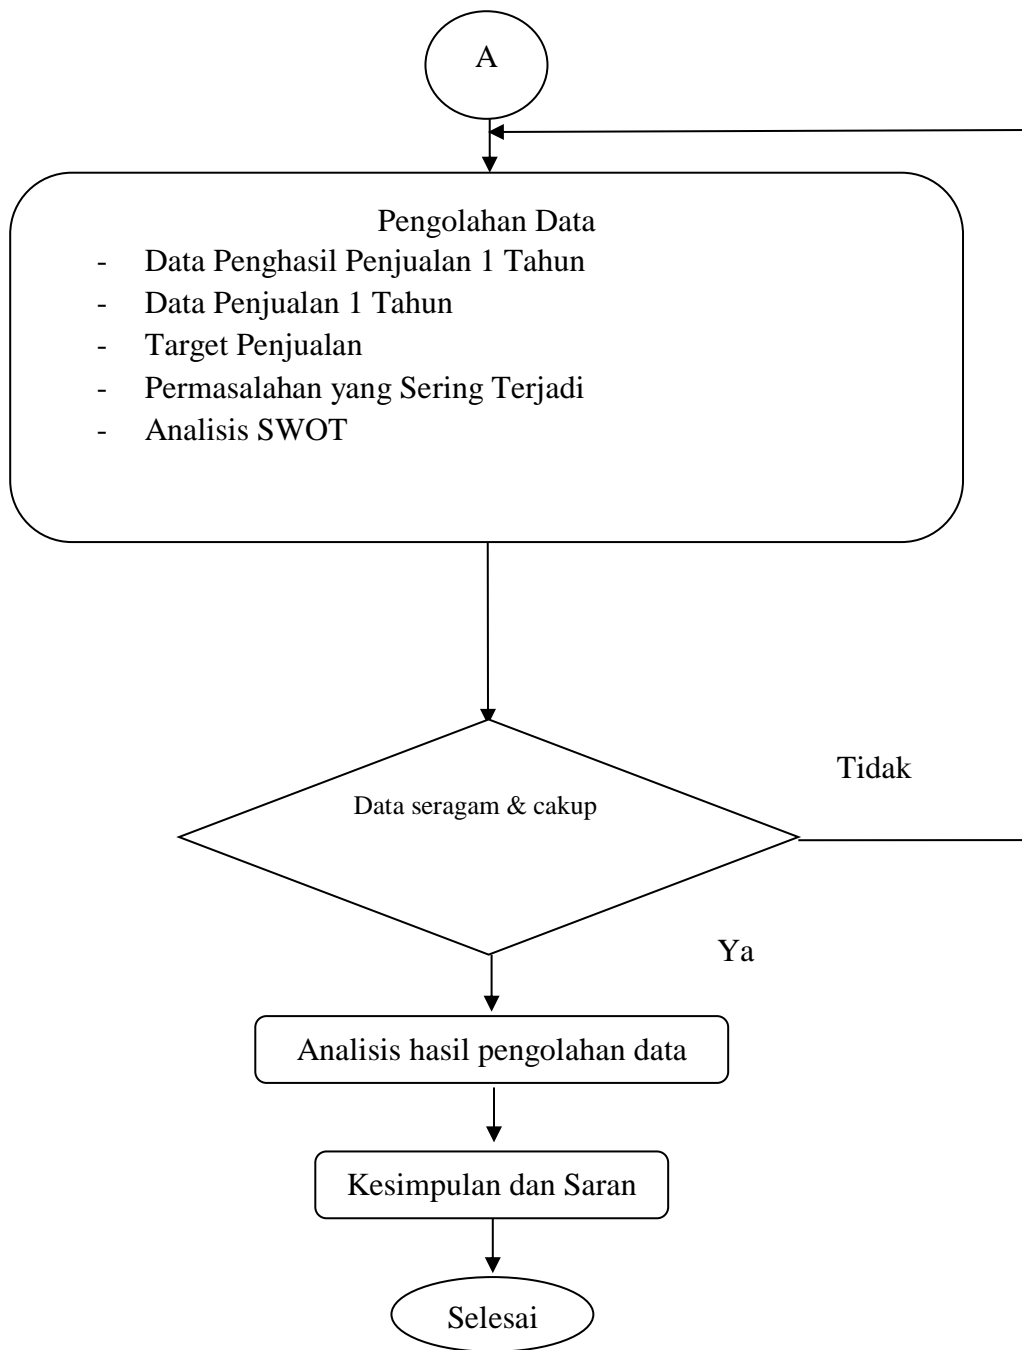 A
Pengolahan Data
- Data Penghasil Penjualan 1 Tahun
- Data Penjualan 1 Tahun
- Target Penjualan
- Permasalahan yang Sering Terjadi
- Analisis SWOT
Tidak
Data seragam & cakup
Ya
Analisis hasil pengolahan data
Kesimpulan dan Saran
Selesai